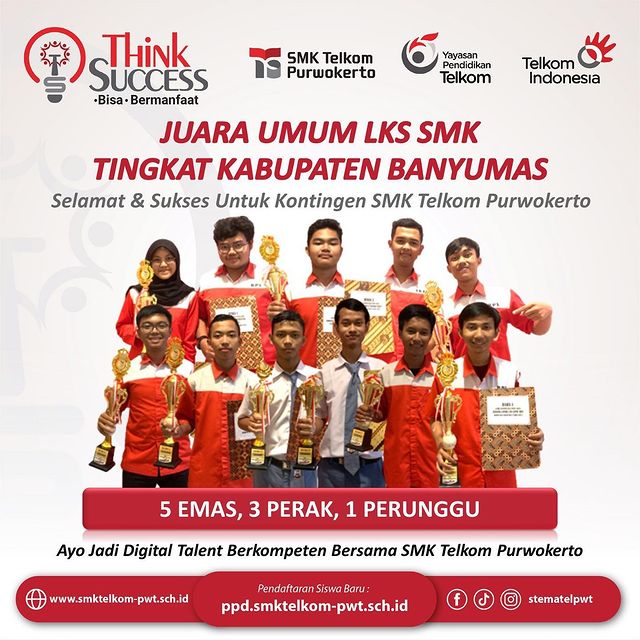 Think
Success
•Bisa•Bermanfaat
SMK Telkom
Purwokerto
Yayasan
Pendidikan
Telkom
Telkom
Indonesia
JUARA UMUM LKS SMK
TINGKAT KABUPATEN BANYUMAS
Selamat & Sukses Untuk Kontingen SMK Telkom Purwokerto
5 EMAS, 3 PERAK, 1 PERUNGGU
Ayo Jadi Digital Talent Berkompeten Bersama SMK Telkom Purwokerto
www.smktelkom-pwt.sch.id
Pendaftaran Siswa Baru :
ppd.smktelkom-pwt.sch.id
stematelpwt